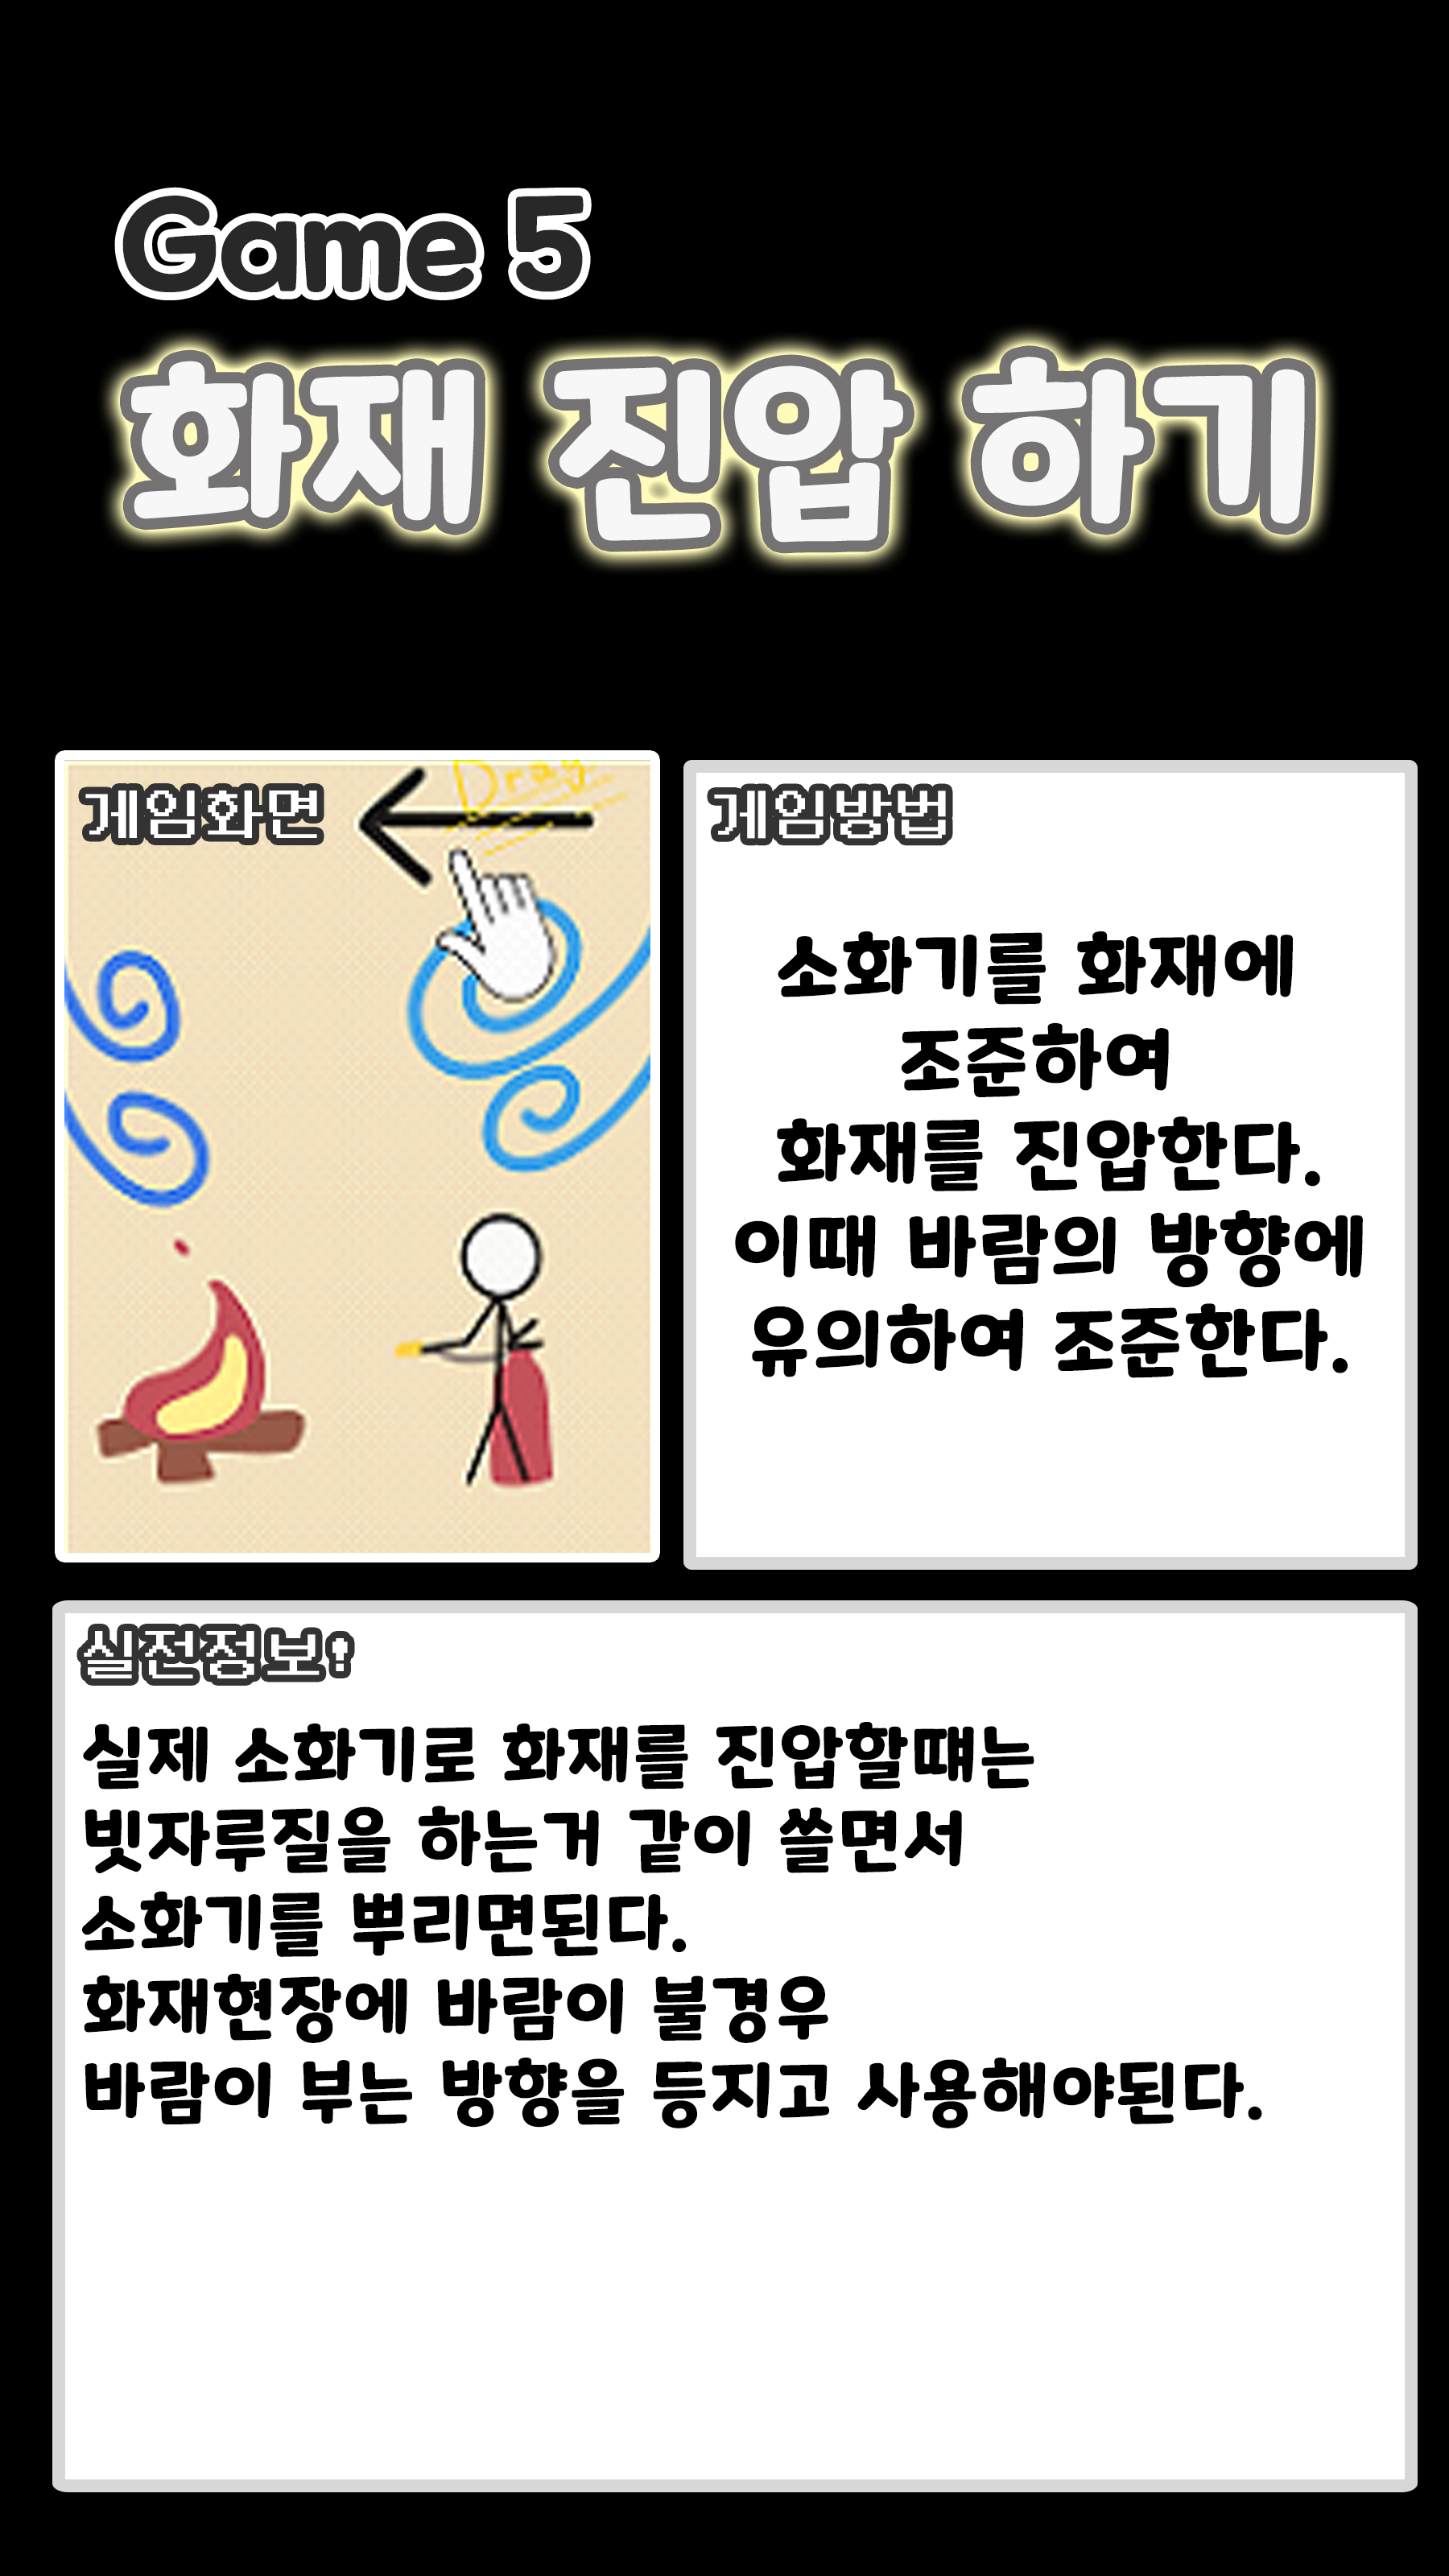 Game 5
화재 진압 하기
게임화면
Drag
게임방법
소화기를 화재에
조준하여
화재를 진압한다.
이때 바람의 방향에
유의하여 조준한다.
실전정보!
실제 소화기로 화재를 진압할떄는
빗자루질을 하는거 같이 쓸면서
소화기를 뿌리면된다.
화재현장에 바람이 불경우
바람이 부는 방향을 등지고 사용해야된다.